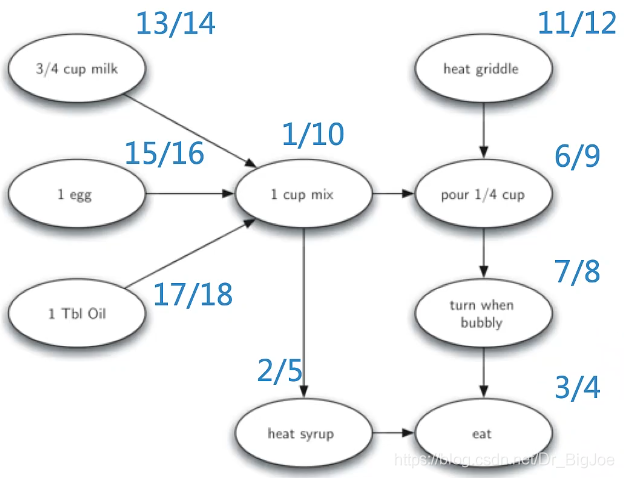 13/14
11/12
3/4 cup milk
heat griddle
1/10
15/16
6/9
1 egg
1 cup mix
pour 1/4 cup
7/8
17/18
1 Tbl Oil
turn when
bubbly
2/5
3/4
heat syrup
eat
https://blog.csdn.net/Dr_BigJoe